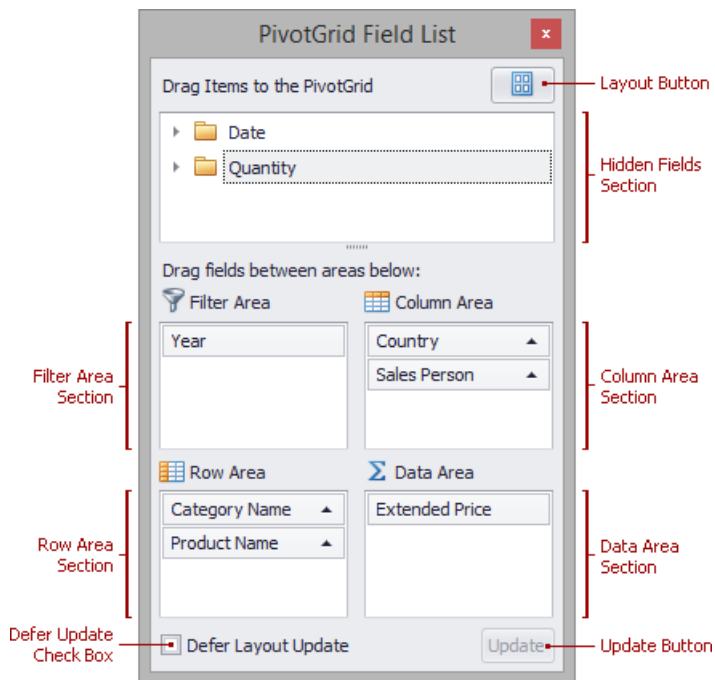 PivotGrid Field List
x
Drag Items to the PivotGrid
Layout Button
Date
Quantity
Hidden Fields
Section
Drag fields between areas below:
Filter Area
Column Area
Year
Country
Sales Person
Filter Area
Section
Column Area
Section
Row Area
Σ Data Area
Category Name
Extended Price
Product Name
Row Area
Section
Data Area
Section
Defer Update
Check Box
Defer Layout Update
Update
Update Button